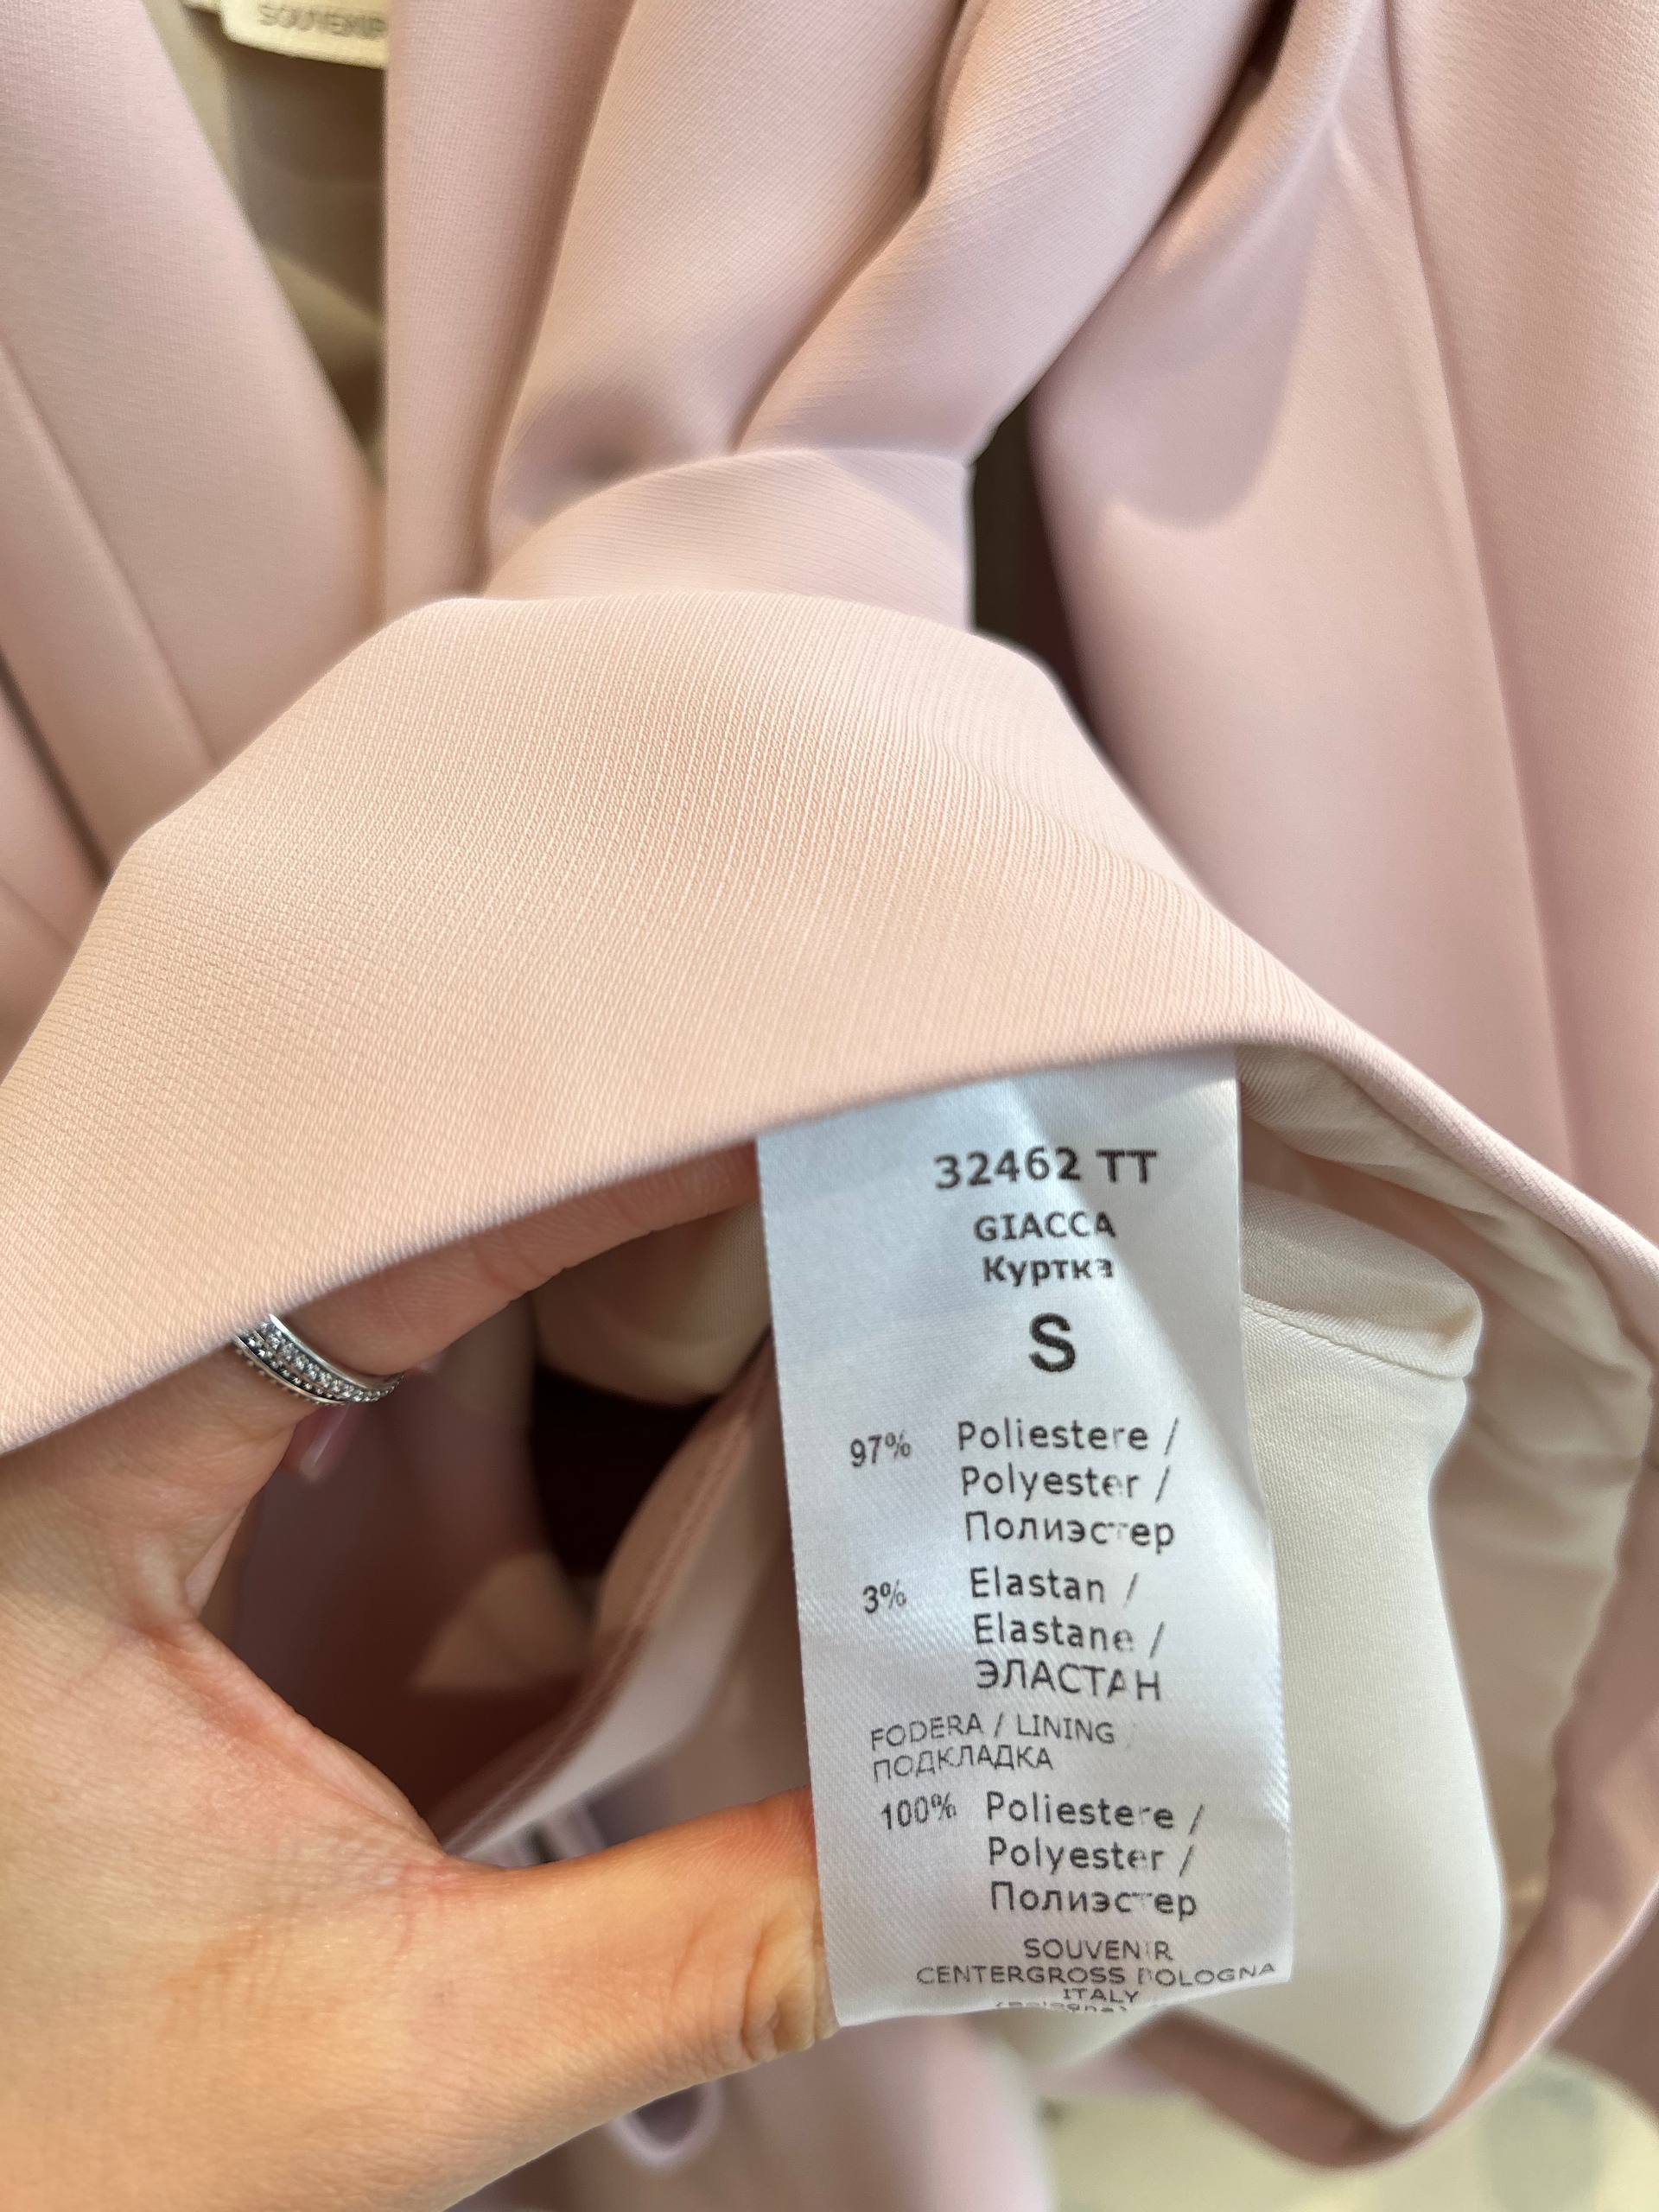 SOUVENIR
32462 TT
GIACCA
Куртка
S
97% Poliestere /
Polyester /
Полиэстер
3% Elastan /
Elastane /
ЭЛАСТАН
FODERA / LINING /
ПОДКЛАДКА
100% Poliestere /
Polyester /
Полиэстер
SOUVENIR
CENTERGROSS BOLOGNA
ITALY